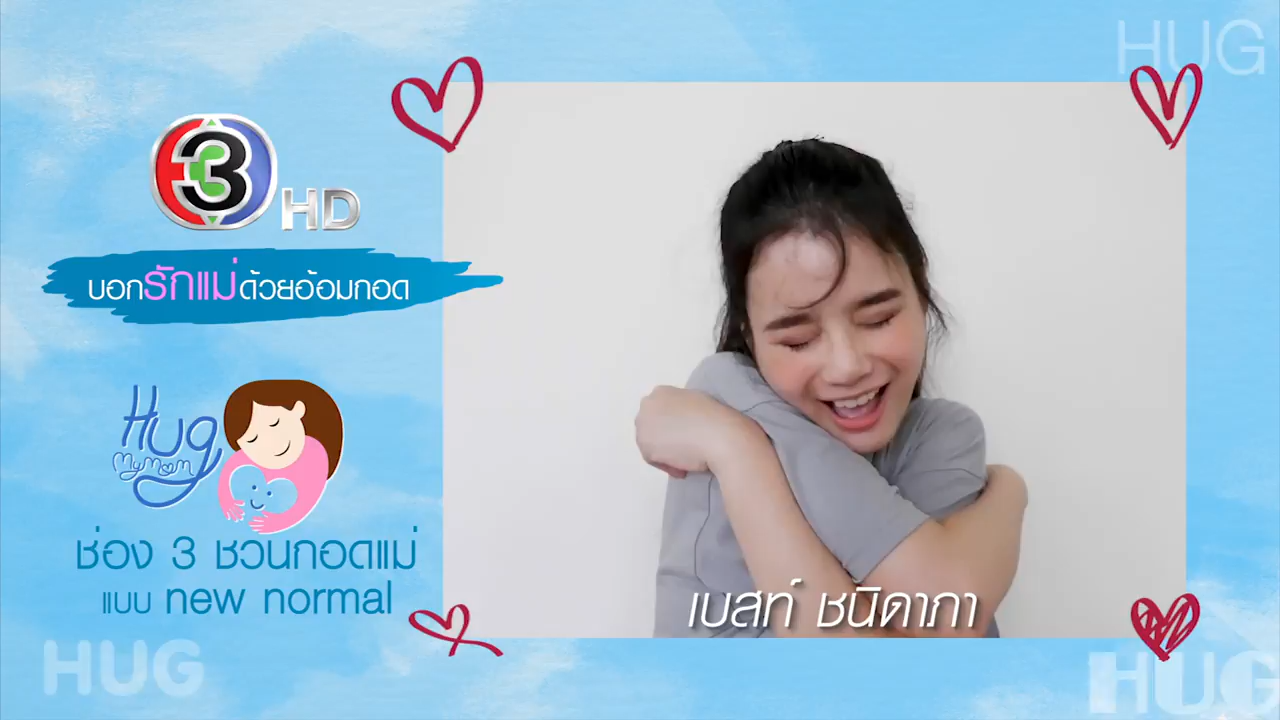 HUG
3 HD
บอกรักแม่ด้วยอ้อมกอด
Hug
My Mom
ช่อง 3 ชวนกอดแม่
แบบ new normal
เบสท์ ชนิดาภา
HUG
HUG